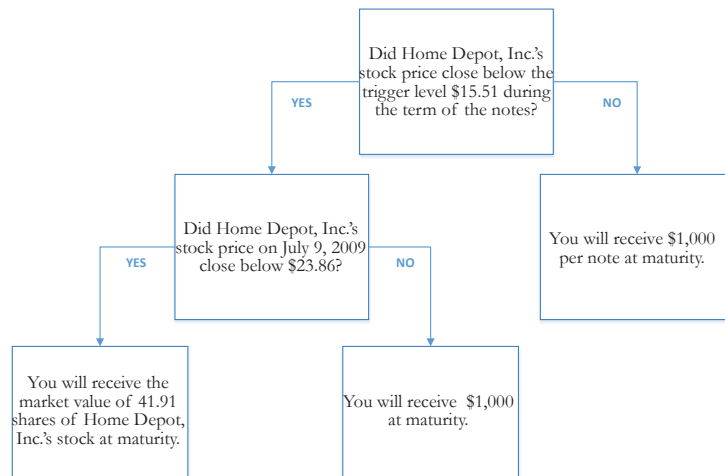 Did Home Depot, Inc.'s
stock price close below the
trigger level $15.51 during
the term of the notes?
YES
NO
Did Home Depot, Inc.'s
stock price on July 9, 2009
close below $23.86?
You will receive $1,000
per note at maturity.
YES
NO
You will receive the
market value of 41.91
shares of Home Depot,
Inc.'s stock at maturity.
You will receive $1,000
at maturity.